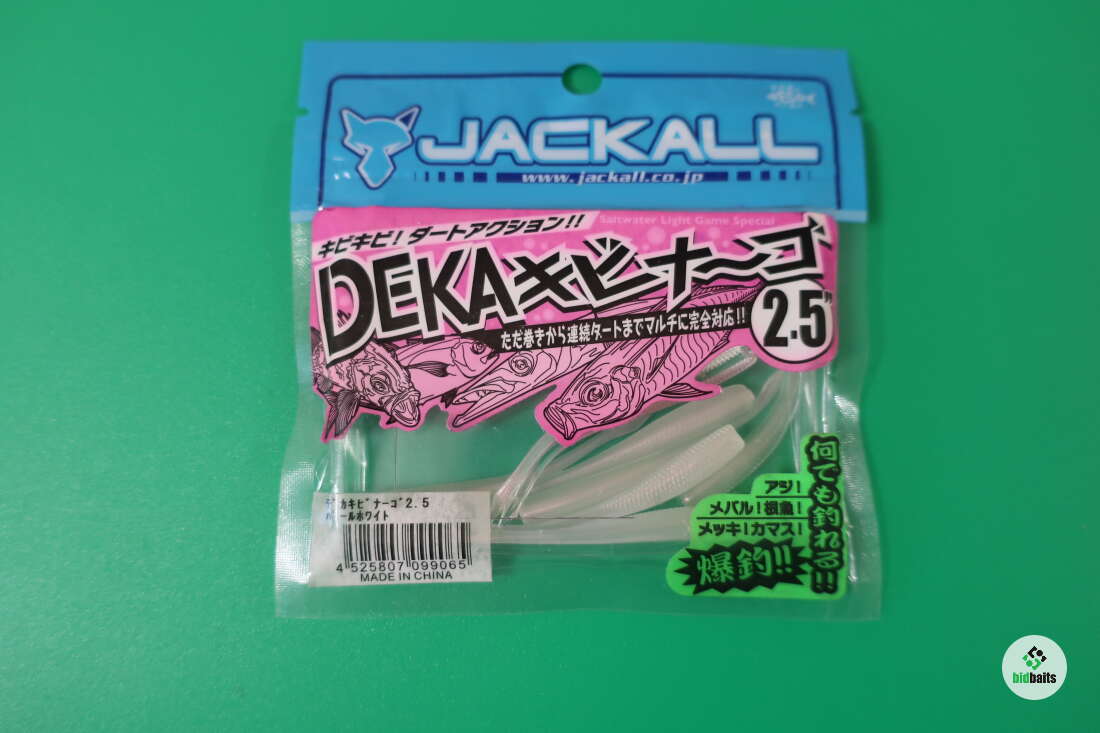 JACKALL
www.jackall.co.jp
Saltwater Light Game Special
キビキビ！ダートアクション！！
DEKAキビナ〜ゴ
2.5"
ただ巻きから連続ダートまでマルチに完全対応！！
何でも釣れる！！
アジ！
メバル！根魚！
メッキ！カマス！
爆釣！！
デカキビナーゴ2.5
パールホワイト
4 525807 099065
MADE IN CHINA
bidbaits